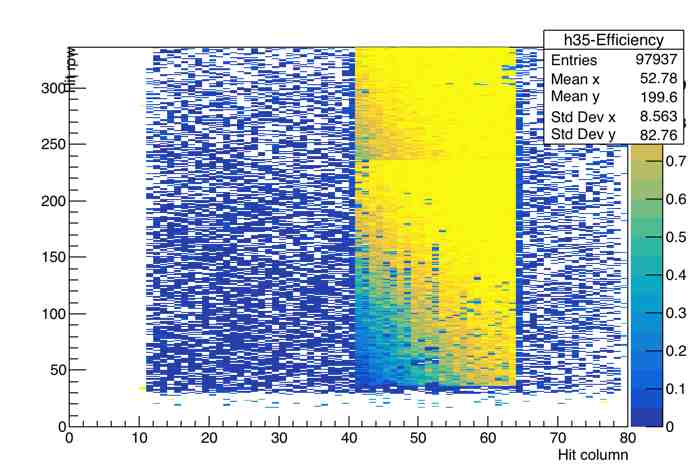 h35-Efficiency
Entries 97937
Mean x 52.78
Mean y 199.6
Std Dev x 8.563
Std Dev y 82.76
row
300
250
200
150
100
50
0
0 10 20 30 40 50 60 70 80
Hit column
0.7
0.6
0.5
0.4
0.3
0.2
0.1
0